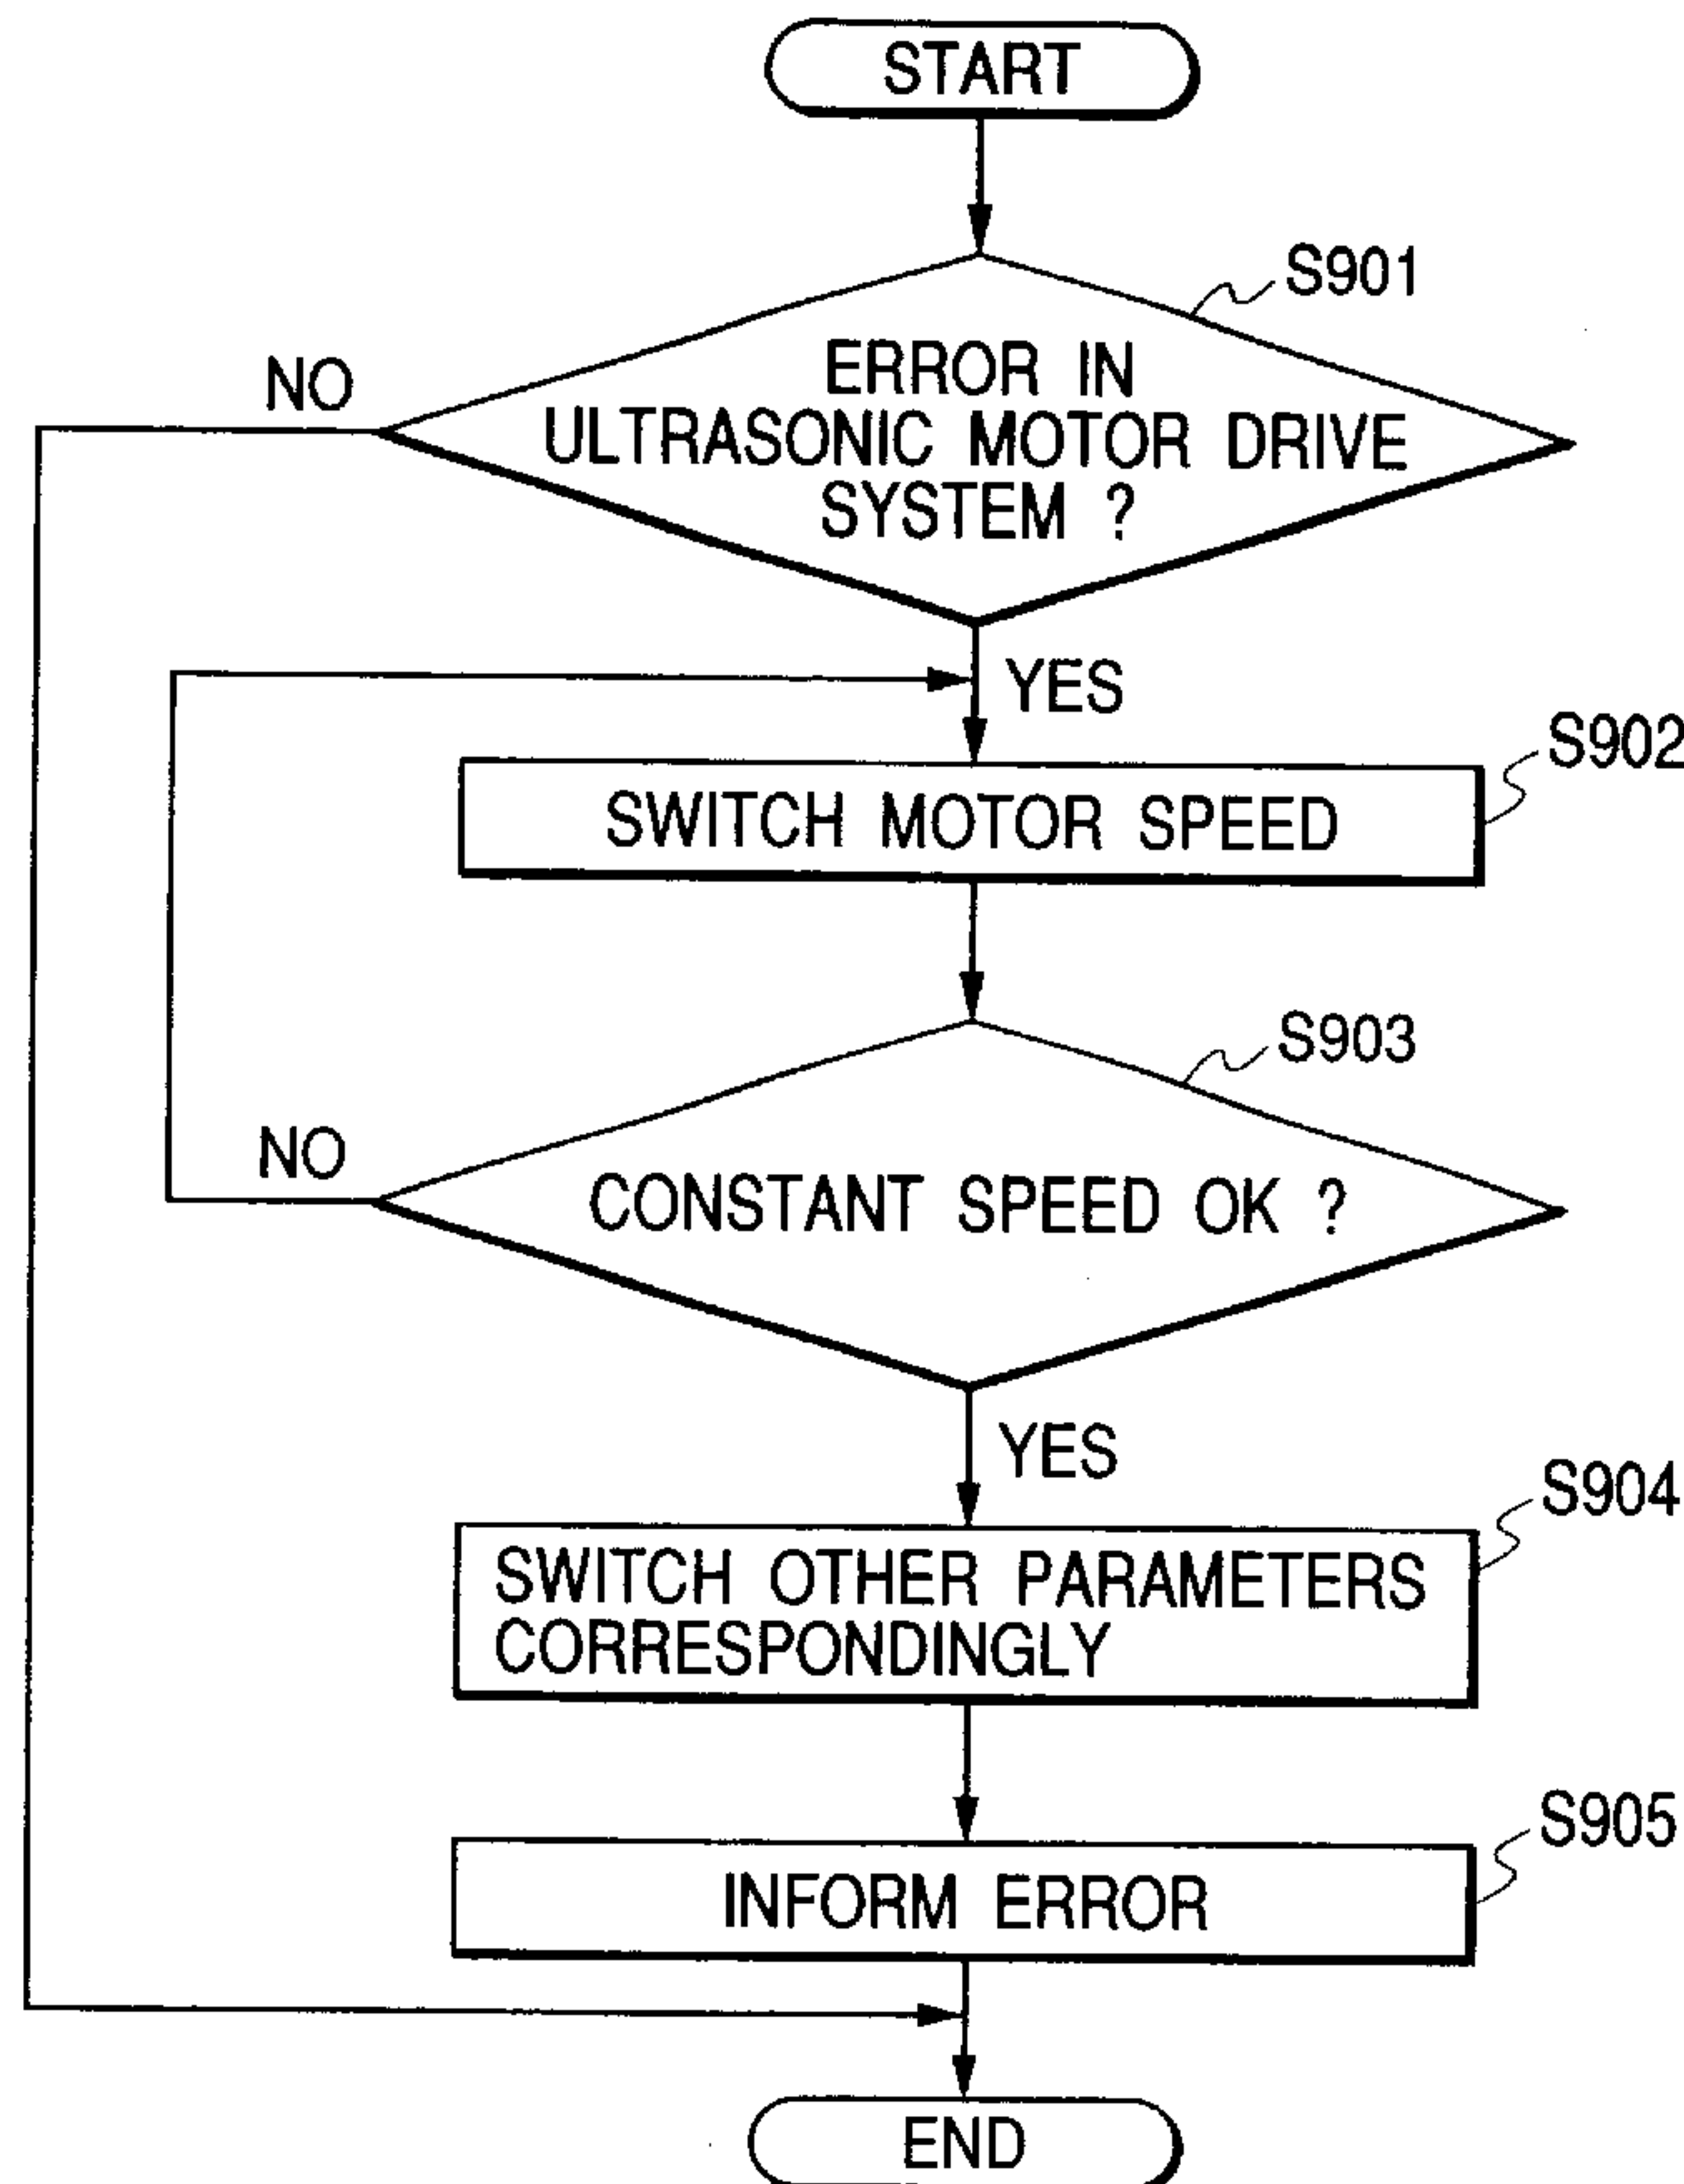 START
S901
NO
ERROR IN
ULTRASONIC MOTOR DRIVE
SYSTEM ?
YES
S902
SWITCH MOTOR SPEED
S903
NO
CONSTANT SPEED OK ?
YES
S904
SWITCH OTHER PARAMETERS
CORRESPONDINGLY
S905
INFORM ERROR
END